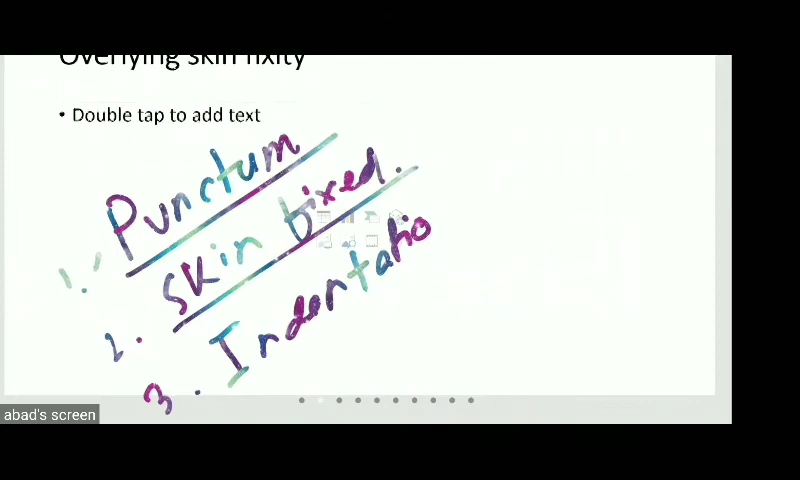 Overlying skin fixity
• Double tap to add text
1. Punctum
2. skin fixed.
3. Indentatio
abad's screen